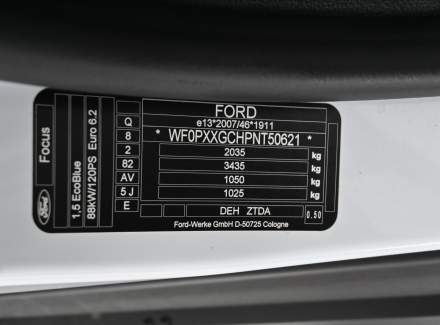 Focus
1,5 EcoBlue
88kW/120PS Euro 6.2
Ford
Q
8
2
82
AV
5 J
E
FORD
e13*2007/46*1911
* WF0PXXGCHPNT50621 *
2035 kg
3435 kg
1050 kg
1025 kg
DEH ZTDA 0.50
Ford-Werke GmbH D-50725 Cologne